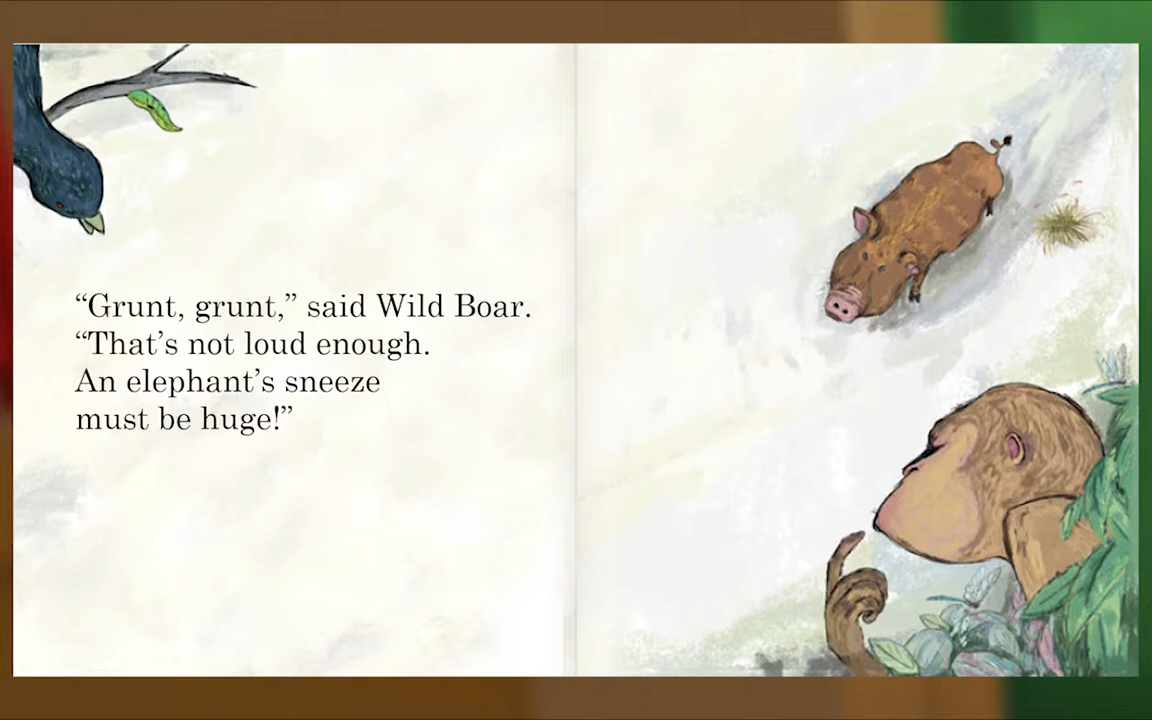 “Grunt, grunt,” said Wild Boar.
“That’s not loud enough.
An elephant’s sneeze
must be huge!”